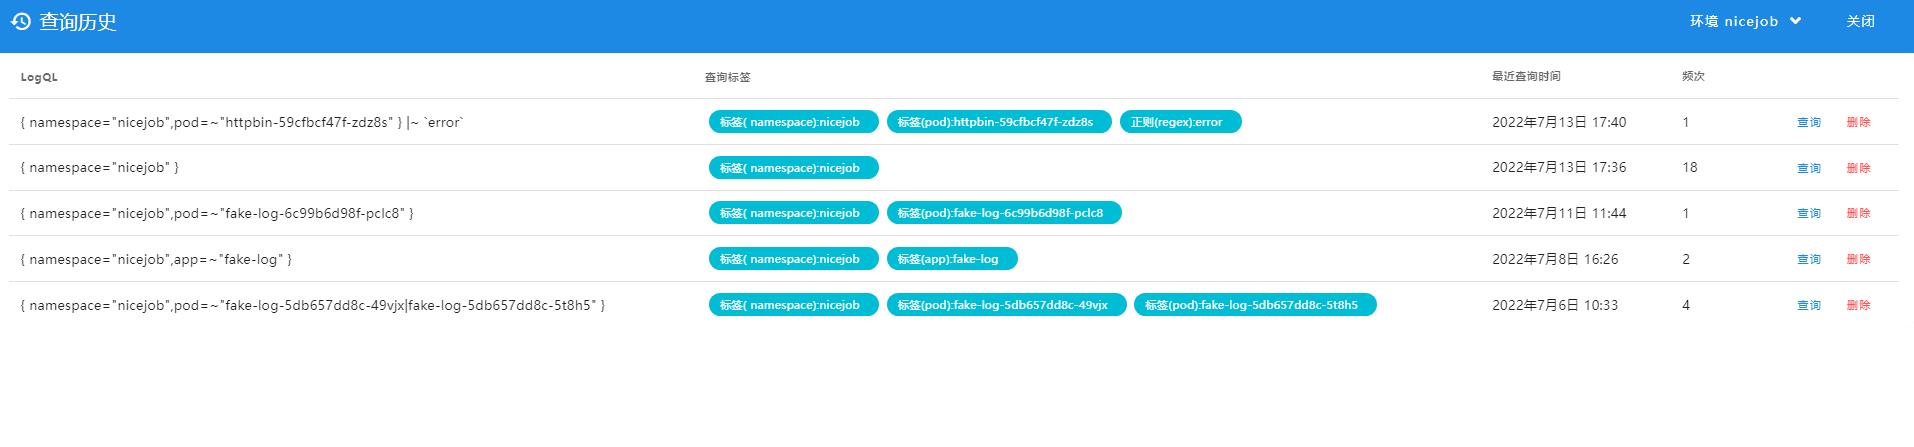 查询历史 环境 nicejob 关闭
LogQL 查询标签 最近查询时间 频次
{ namespace="nicejob",pod=~"httpbin-59cfbcf47f-zdz8s" } |~ `error` 标签( namespace):nicejob 标签(pod):httpbin-59cfbcf47f-zdz8s 正则(regex):error 2022年7月13日 17:40 1 查询 删除
{ namespace="nicejob" } 标签( namespace):nicejob 2022年7月13日 17:36 18 查询 删除
{ namespace="nicejob",pod=~"fake-log-6c99b6d98f-pclc8" } 标签( namespace):nicejob 标签(pod):fake-log-6c99b6d98f-pclc8 2022年7月11日 11:44 1 查询 删除
{ namespace="nicejob",app=~"fake-log" } 标签( namespace):nicejob 标签(app):fake-log 2022年7月8日 16:26 2 查询 删除
{ namespace="nicejob",pod=~"fake-log-5db657dd8c-49vjx|fake-log-5db657dd8c-5t8h5" } 标签( namespace):nicejob 标签(pod):fake-log-5db657dd8c-49vjx 标签(pod):fake-log-5db657dd8c-5t8h5 2022年7月6日 10:33 4 查询 删除